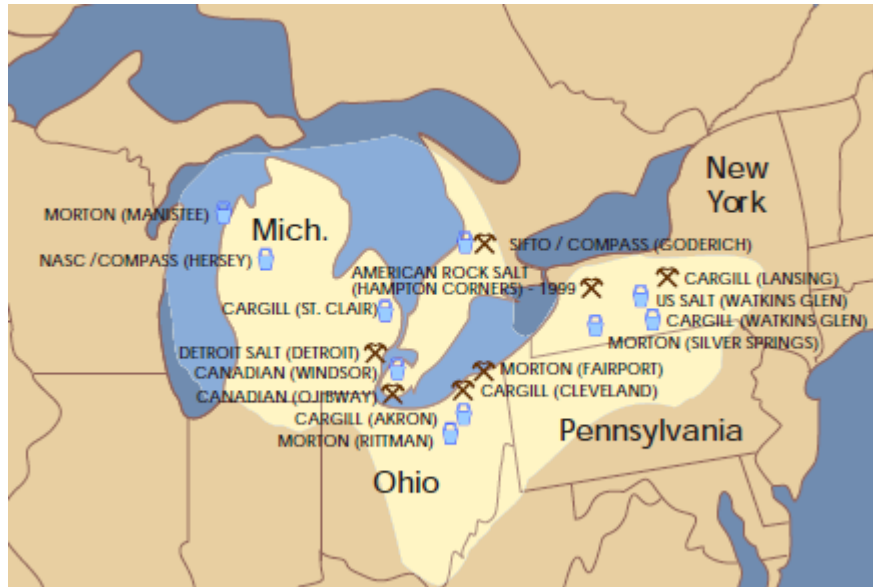 New
York
MORTON (MANISTEE)
Mich.
SIFTO / COMPASS (GODERICH)
NASC /COMPASS (HERSEY)
AMERICAN ROCK SALT
(HAMPTON CORNERS) - 1999
CARGILL (LANSING)
US SALT (WATKINS GLEN)
CARGILL (ST. CLAIR)
CARGILL (WATKINS GLEN)
MORTON (SILVER SPRINGS)
DETROIT SALT (DETROIT)
CANADIAN (WINDSOR)
MORTON (FAIRPORT)
CANADIAN (OJIBWAY)
CARGILL (CLEVELAND)
CARGILL (AKRON)
MORTON (RITTMAN)
Pennsylvania
Ohio